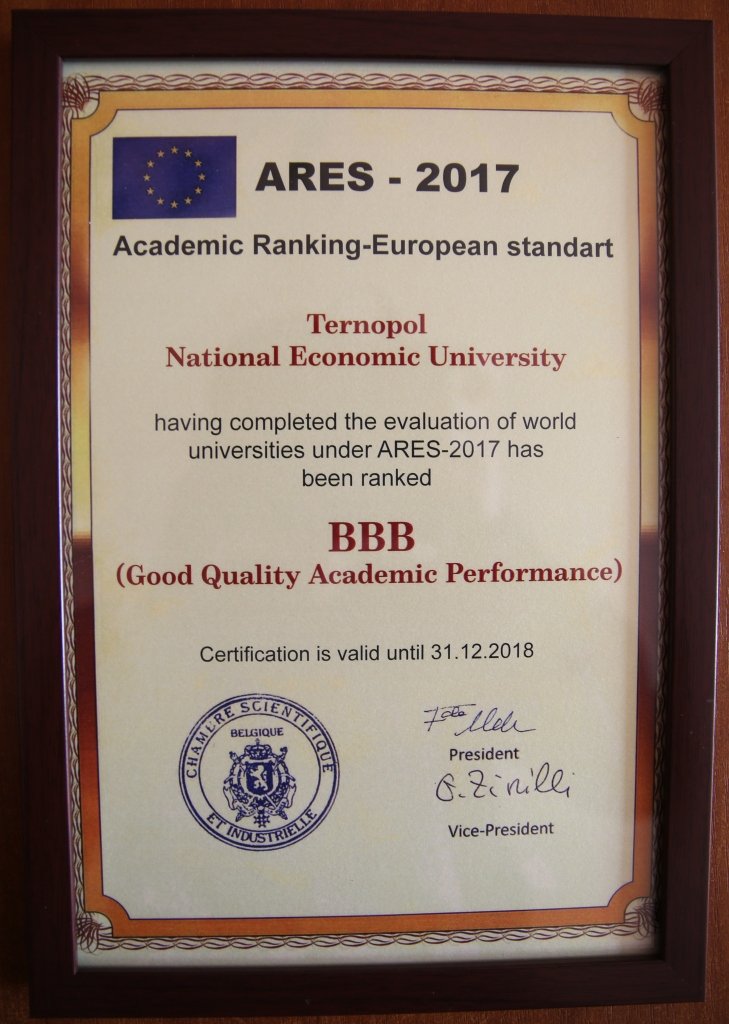 ARES - 2017
Academic Ranking-European standart
Ternopol
National Economic University
having completed the evaluation of world
universities under ARES-2017 has
been ranked
BBB
(Good Quality Academic Performance)
Certification is valid until 31.12.2018
CHAMBRE SCIENTIFIQUE
BELGIQUE
ET INDUSTRIELLE
President
G. Zinilli
Vice-President